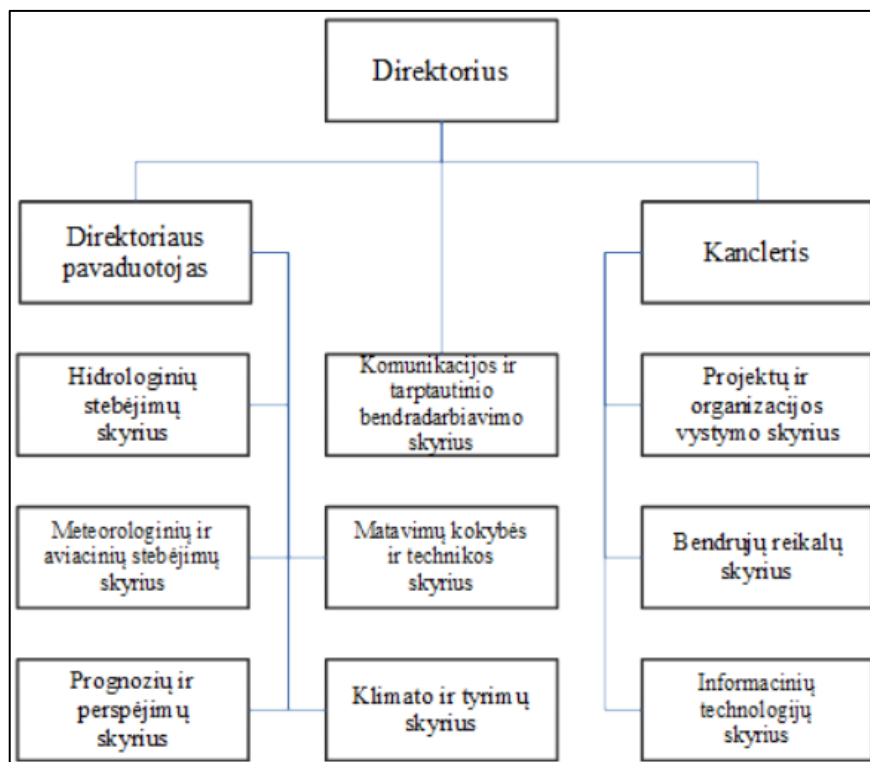 Direktorius
Direktoriaus
pavaduotojas
Kancleris
Hidrologinių
stebėjimų
skyrius
Komunikacijos ir
tarptautinio
bendradarbiavimo
skyrius
Projektų ir
organizacijos
vystymo skyrius
Meteorologinių ir
aviacinių stebėjimų
skyrius
Matavimų kokybės
ir technikos
skyrius
Bendrųjų reikalų
skyrius
Prognozių ir
perspėjimų
skyrius
Klimato ir tyrimų
skyrius
Informacinių
technologijų
skyrius